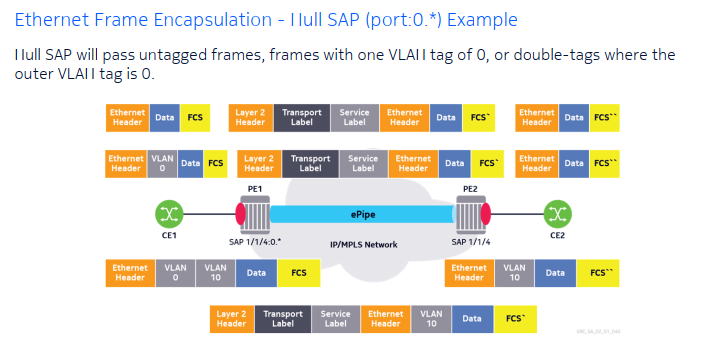 Ethernet Frame Encapsulation - Null SAP (port:0.*) Example
Null SAP will pass untagged frames, frames with one VLAN tag of 0, or double-tags where the
outer VLAN tag is 0.
Ethernet Header Data FCS
Layer 2 Header Transport Label Service Label Ethernet Header Data FCS`
Ethernet Header Data FCS``
Ethernet Header VLAN 0 Data FCS
Layer 2 Header Transport Label Service Label Ethernet Header Data FCS`
Ethernet Header Data FCS``
PE1 PE2
ePipe
CE1 SAP 1/1/4:0.* IP/MPLS Network SAP 1/1/4 CE2
Ethernet Header VLAN 0 VLAN 10 Data FCS
Ethernet Header VLAN 10 Data FCS``
Layer 2 Header Transport Label Service Label Ethernet Header VLAN 10 Data FCS`